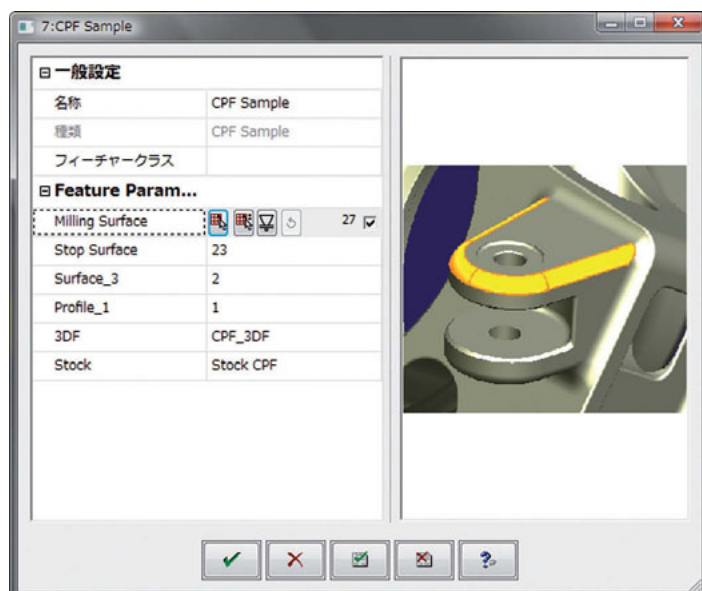 7:CPF Sample
一般設定
名称 CPF Sample
種類 CPF Sample
フィーチャークラス
Feature Param...
Milling Surface 27
Stop Surface 23
Surface_3 2
Profile_1 1
3DF CPF_3DF
Stock Stock CPF